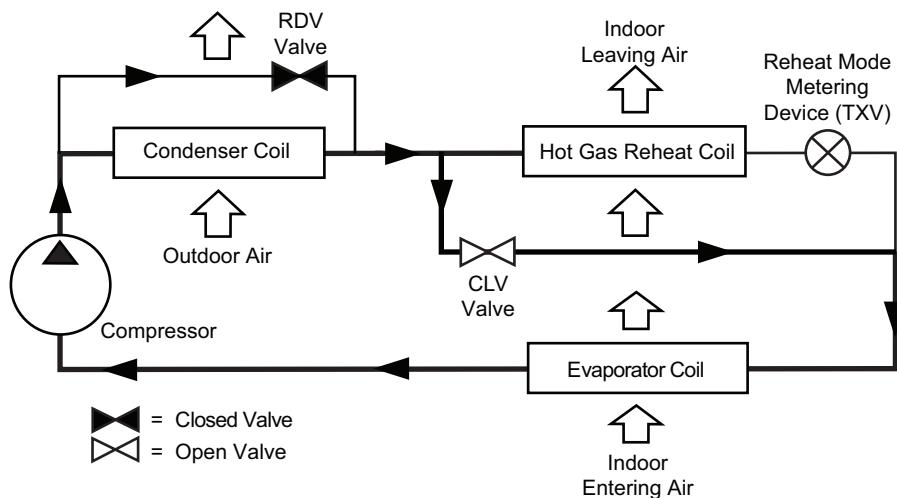 RDV
Valve
Indoor
Leaving Air
Reheat Mode
Metering
Device (TXV)
Condenser Coil
Hot Gas Reheat Coil
Outdoor Air
CLV
Valve
Compressor
Evaporator Coil
= Closed Valve
= Open Valve
Indoor
Entering Air